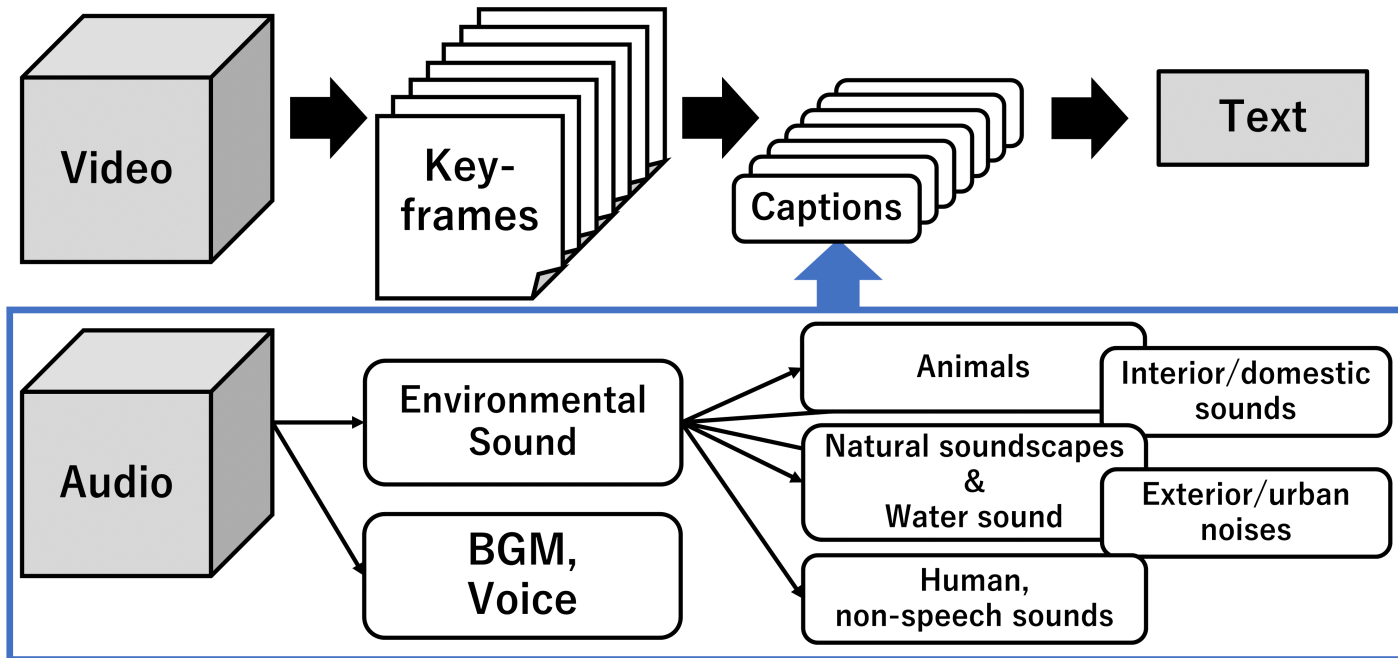 Video
Key-
frames
Captions
Text
Audio
Environmental
Sound
BGM,
Voice
Animals
Interior/domestic
sounds
Natural soundscapes
&
Water sound
Exterior/urban
noises
Human,
non-speech sounds